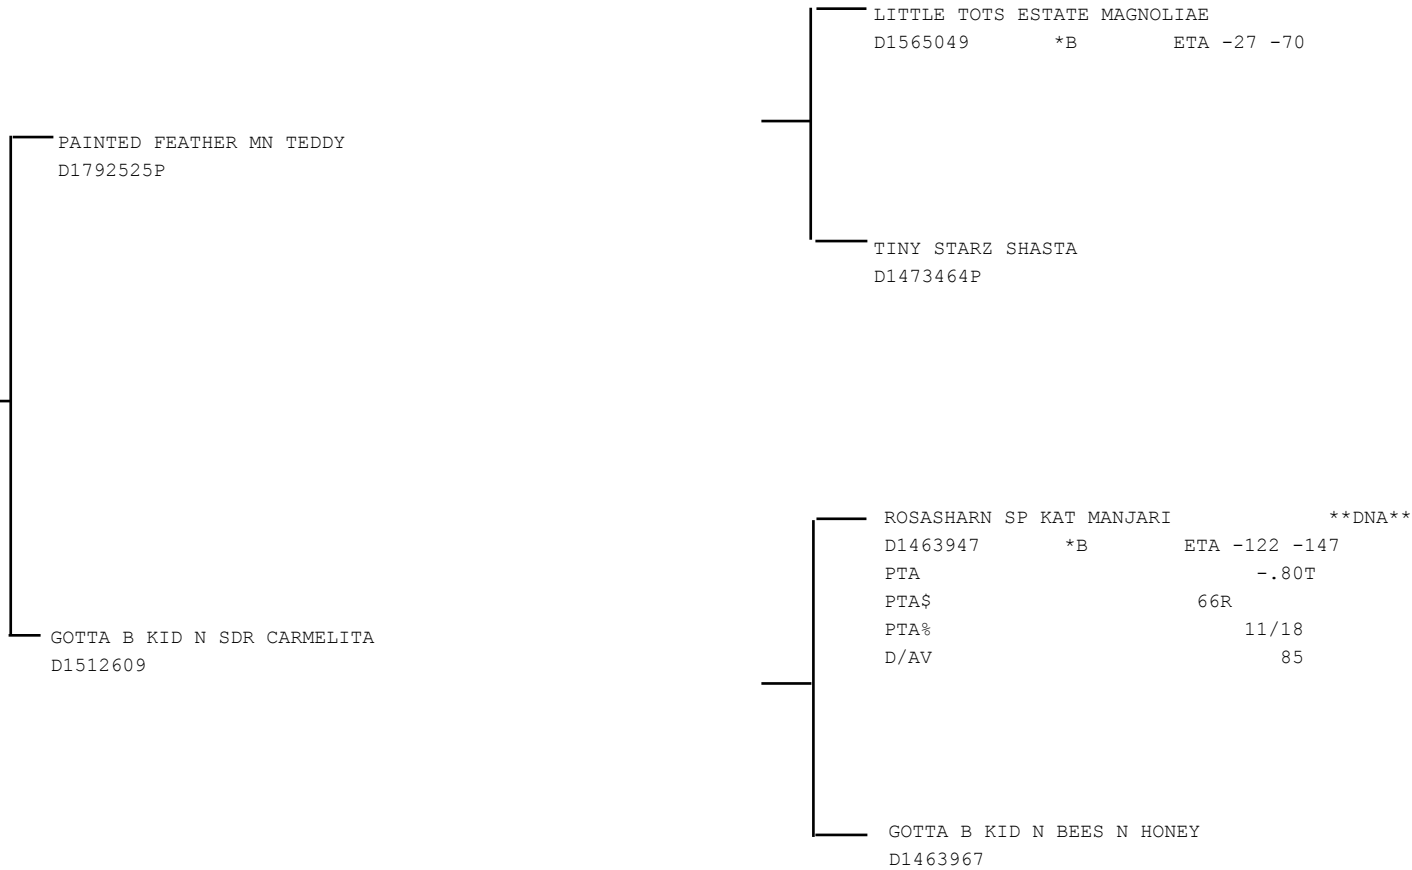 LITTLE TOTS ESTATE MAGNOLIAE
D1565049 *B ETA -27 -70
PAINTED FEATHER MN TEDDY
D1792525P
TINY STARZ SHASTA
D1473464P
ROSASHARN SP KAT MANJARI **DNA**
D1463947 *B ETA -122 -147
PTA -.80T
PTA$ 66R
PTA% 11/18
D/AV 85
GOTTA B KID N SDR CARMELITA
D1512609
GOTTA B KID N BEES N HONEY
D1463967